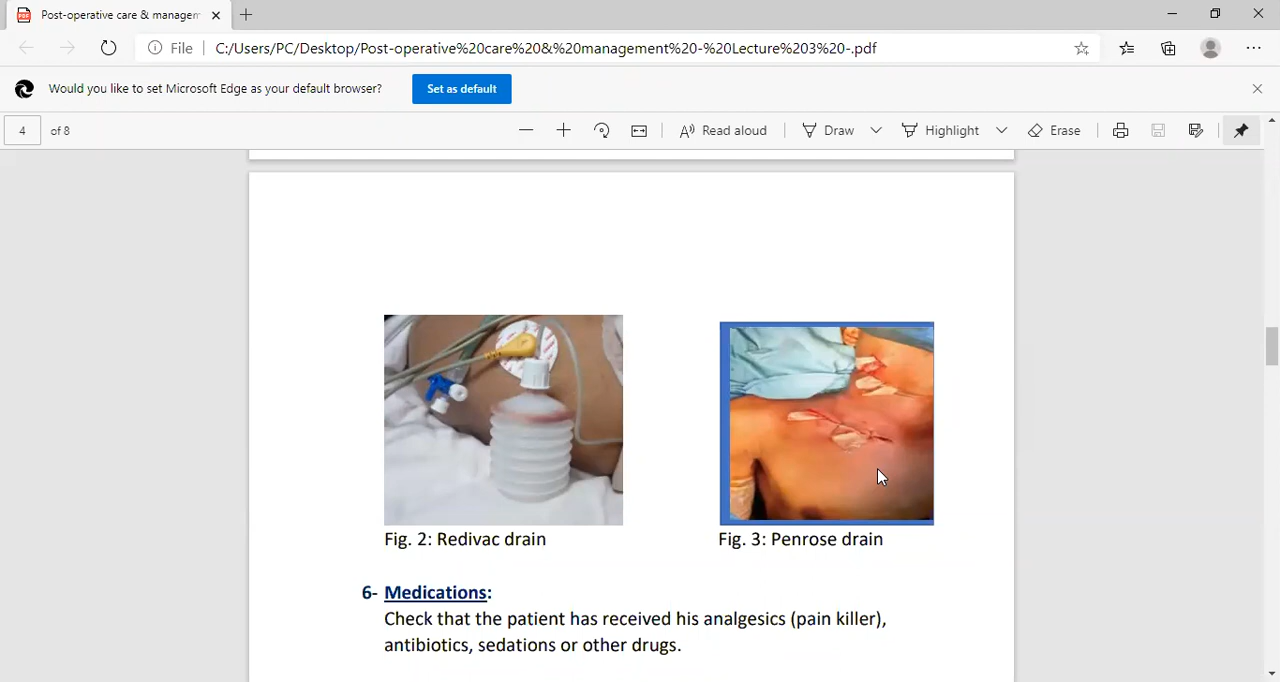 Post-operative care & managem
File C:/Users/PC/Desktop/Post-operative%20care%20&%20management%20-%20Lecture%203%20-.pdf
Would you like to set Microsoft Edge as your default browser? Set as default
4 of 8 Read aloud Draw Highlight Erase
Fig. 2: Redivac drain Fig. 3: Penrose drain
6- Medications:
Check that the patient has received his analgesics (pain killer),
antibiotics, sedations or other drugs.